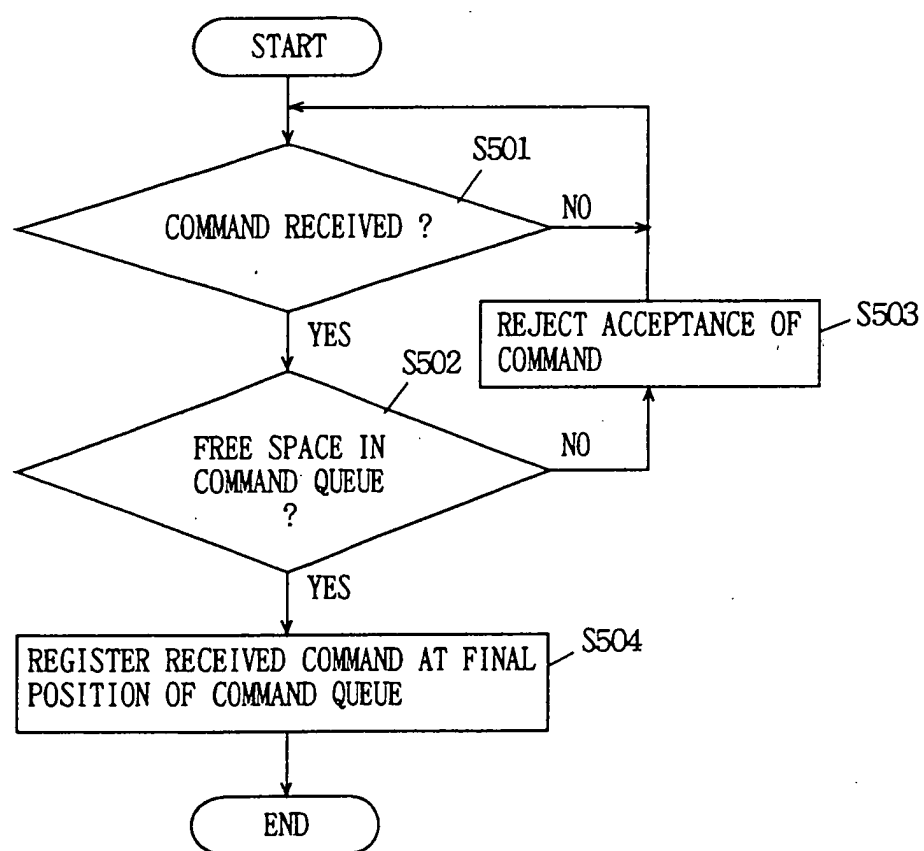 START
S501
COMMAND RECEIVED ?
NO
YES
REJECT ACCEPTANCE OF
COMMAND
S503
S502
FREE SPACE IN
COMMAND QUEUE
?
NO
YES
REGISTER RECEIVED COMMAND AT FINAL
POSITION OF COMMAND QUEUE
S504
END